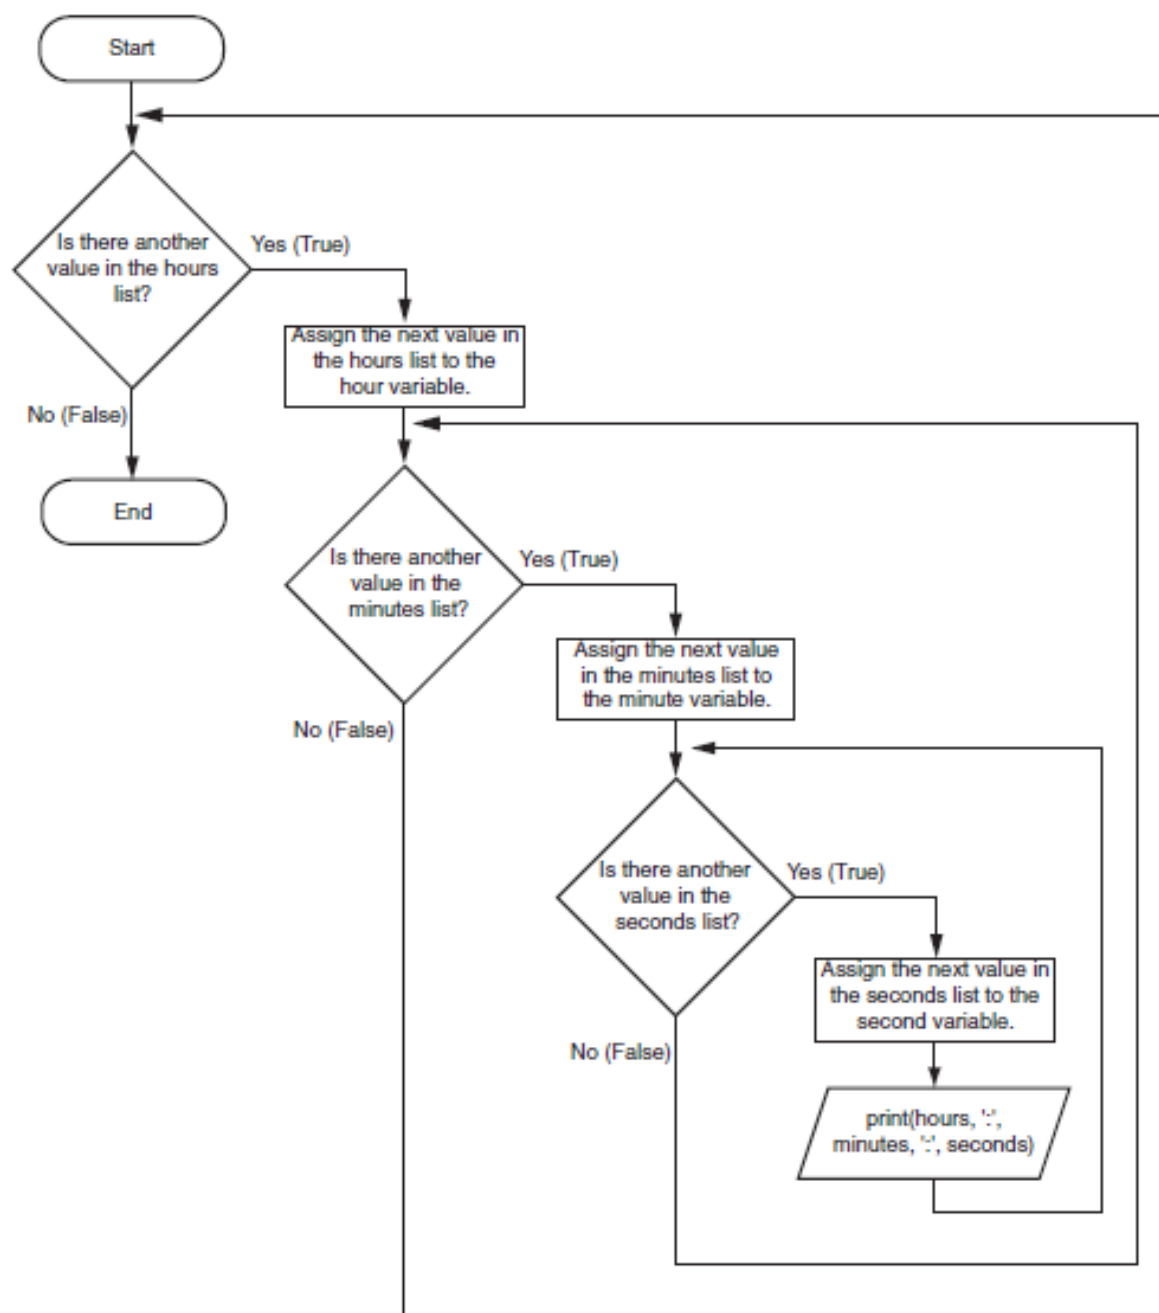 Start
Is there another
value in the hours
list?
Yes (True)
Assign the next value in
the hours list to the
hour variable.
No (False)
End
Is there another
value in the
minutes list?
Yes (True)
Assign the next value
in the minutes list to
the minute variable.
No (False)
Is there another
value in the
seconds list?
Yes (True)
Assign the next value in
the seconds list to the
second variable.
No (False)
print(hours, ':',
minutes, ':', seconds)